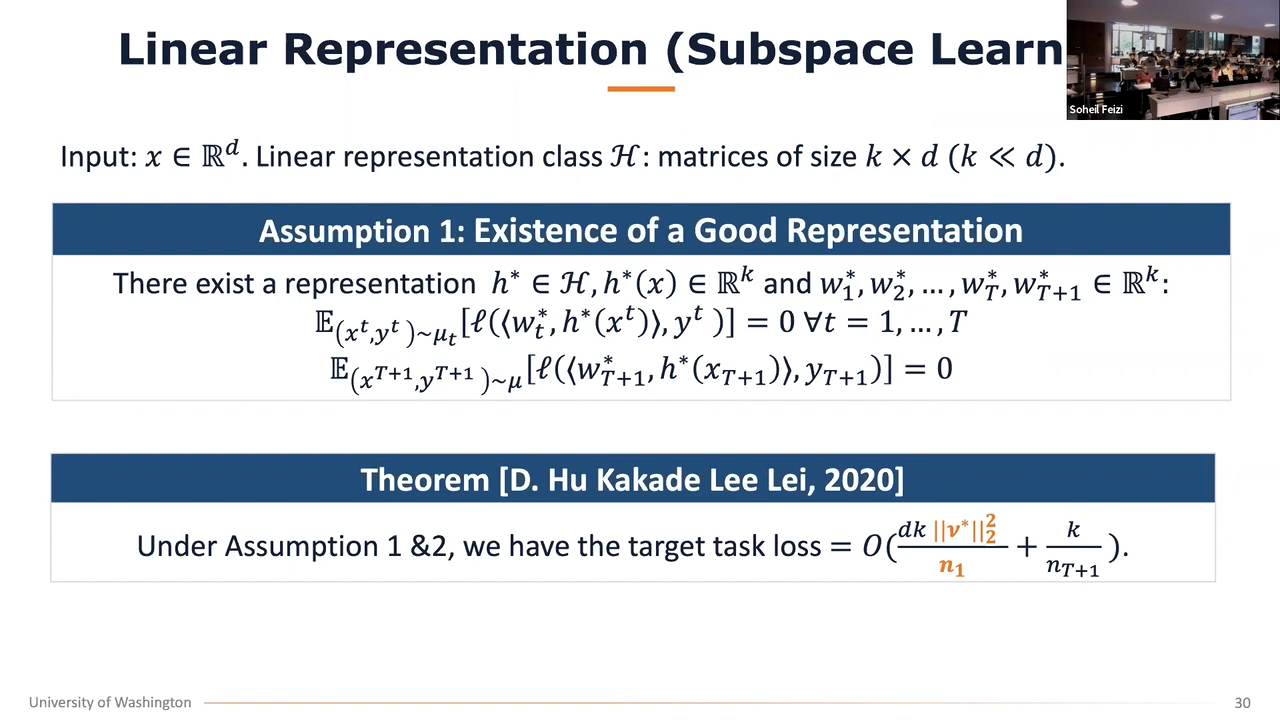 Linear Representation (Subspace Learn
Soheil Feizi
Input: 𝑥 ∈ ℝ^𝑑. Linear representation class ℋ: matrices of size 𝑘 × 𝑑 (𝑘 ≪ 𝑑).
Assumption 1: Existence of a Good Representation
There exist a representation ℎ* ∈ ℋ, ℎ*(𝑥) ∈ ℝ^𝑘 and 𝑤₁*, 𝑤₂*, … , 𝑤_𝑇*, 𝑤_{𝑇+1}* ∈ ℝ^𝑘:
𝔼_{(𝑥^𝑡,𝑦^𝑡)~𝜇_𝑡}[ℓ(⟨𝑤_𝑡*, ℎ*(𝑥^𝑡)⟩, 𝑦^𝑡)] = 0 ∀𝑡 = 1, … , 𝑇
𝔼_{(𝑥^{𝑇+1},𝑦^{𝑇+1})~𝜇}[ℓ(⟨𝑤_{𝑇+1}*, ℎ*(𝑥_{𝑇+1})⟩, 𝑦_{𝑇+1})] = 0
Theorem [D. Hu Kakade Lee Lei, 2020]
Under Assumption 1 &2, we have the target task loss = 𝑂(𝑑𝑘 ||𝜈*||₂² / 𝑛₁ + 𝑘 / 𝑛_{𝑇+1}).
University of Washington
30